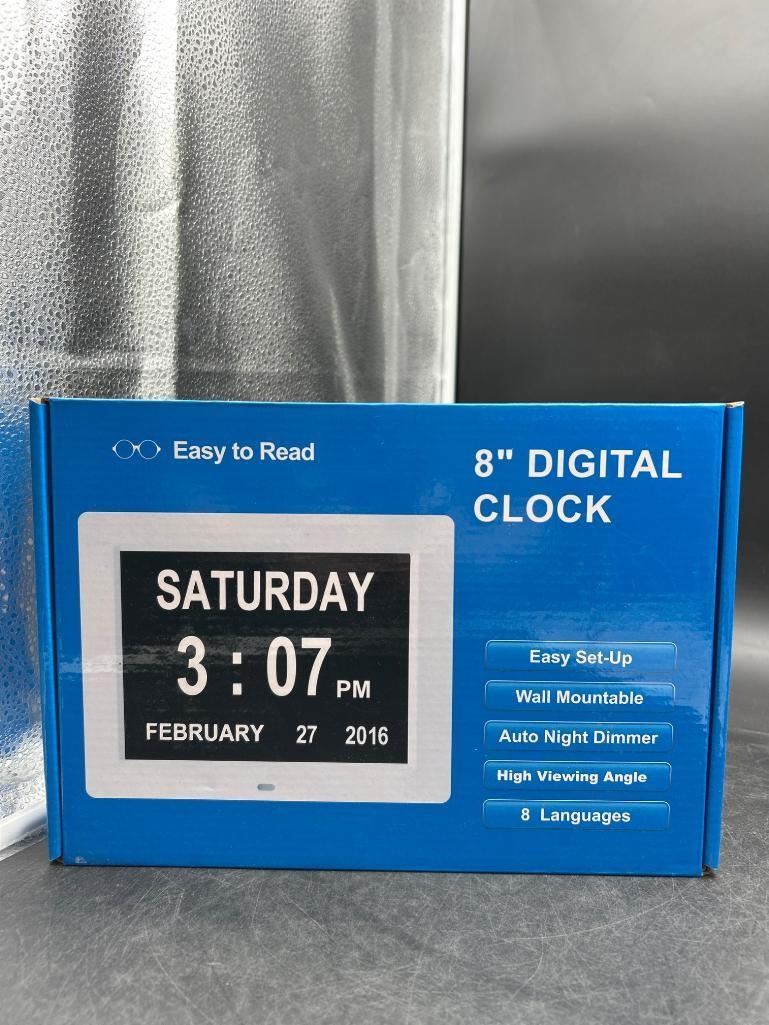 Easy to Read
8" DIGITAL
CLOCK
SATURDAY
3 : 07 PM
FEBRUARY 27 2016
Easy Set-Up
Wall Mountable
Auto Night Dimmer
High Viewing Angle
8 Languages